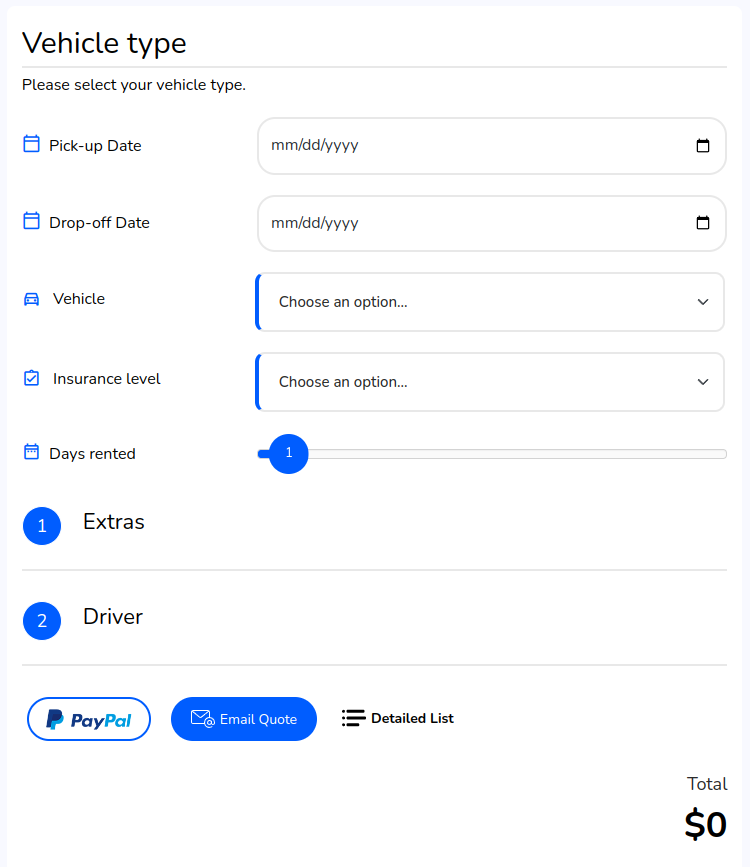 Vehicle type
Please select your vehicle type.
Pick-up Date mm/dd/yyyy
Drop-off Date mm/dd/yyyy
Vehicle Choose an option...
Insurance level Choose an option...
Days rented 1
1 Extras
2 Driver
PayPal Email Quote Detailed List
Total
$0